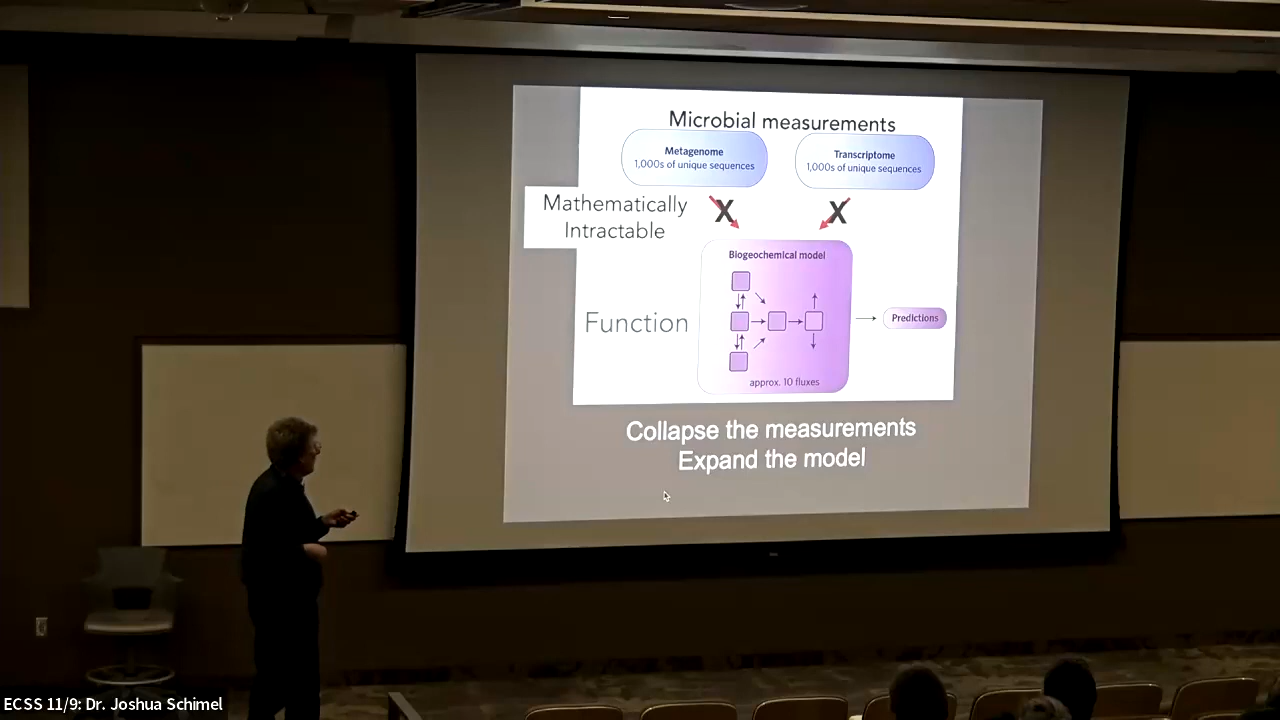 Microbial measurements
Metagenome
1,000s of unique sequences
Transcriptome
1,000s of unique sequences
Mathematically
Intractable
X
X
Biogeochemical model
Function
Predictions
approx. 10 fluxes
Collapse the measurements
Expand the model
ECSS 11/9: Dr. Joshua Schimel